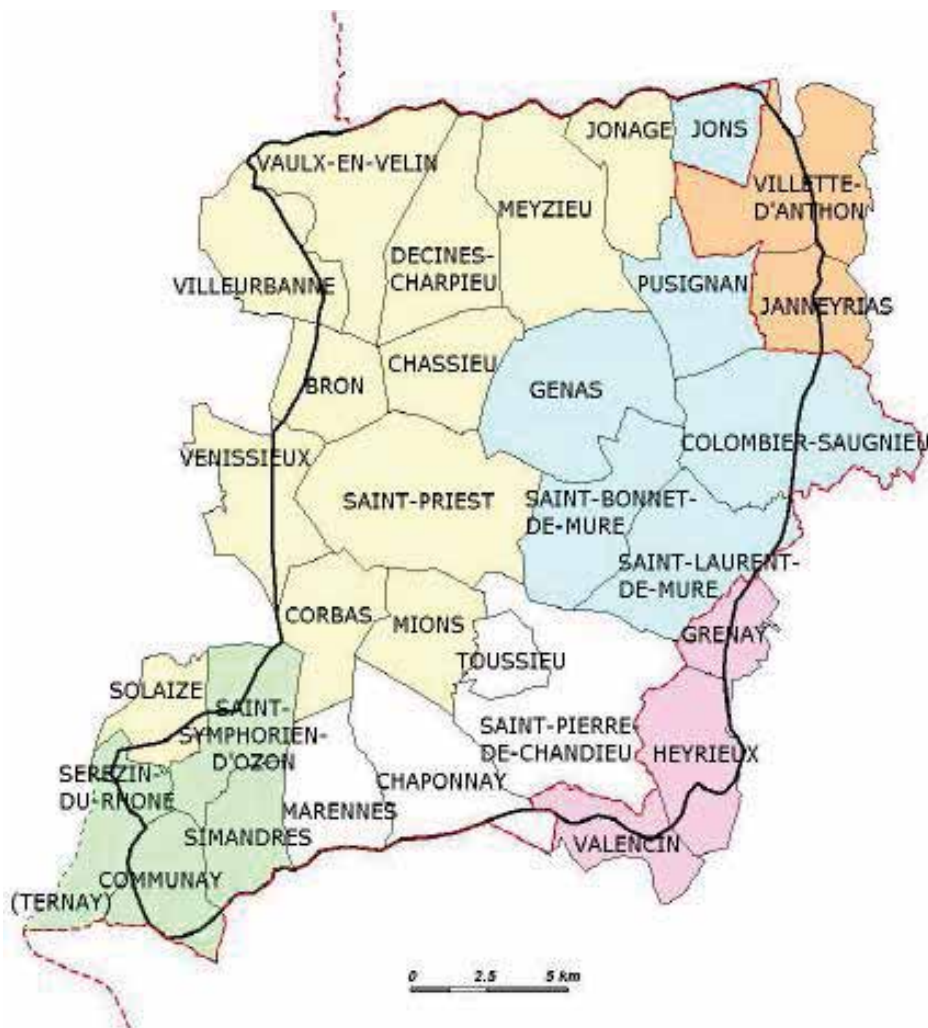 JONAGE
JONS
VAULX-EN-VELIN
VILLETTE-
D'ANTHON
MEYZIEU
DECINES-
CHARPIEU
VILLEURBANNE
PUSIGNAN
JANNEYRIAS
CHASSIEU
BRON
GENAS
COLOMBIER-SAUGNIEU
VENISSIEUX
SAINT-PRIEST
SAINT-BONNET-
DE-MURE
SAINT-LAURENT-
DE-MURE
CORBAS
MIONS
GRENAY
TOUSSIEU
SOLAIZE
SAINT-
SYMPHORIEN-
D'OZON
SAINT-PIERRE
DE-CHANDIEU
HEYRIEUX
SEREZIN-
DU-RHONE
CHAPONNAY
MARENNES
SIMANDRES
VALENCIN
COMMUNAY
(TERNAY)
0 2.5 5 km